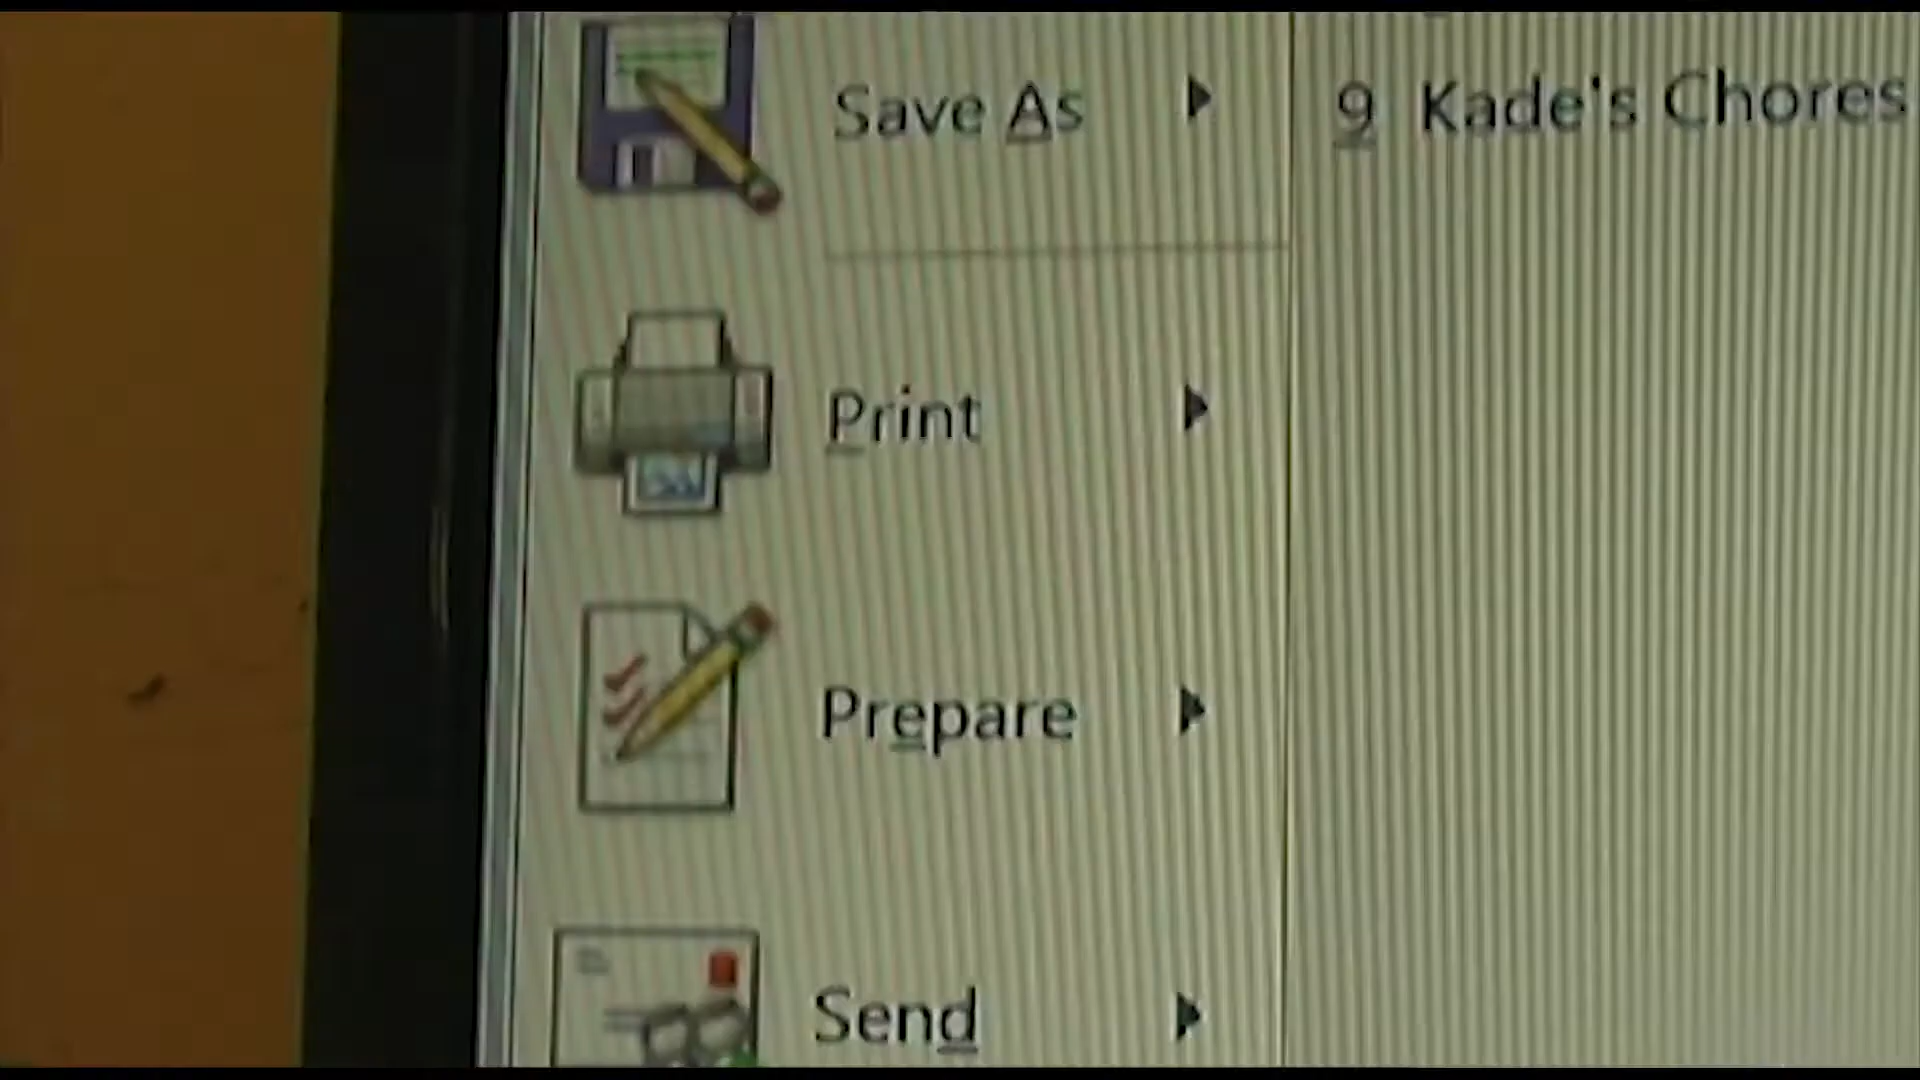 Save As
9 Kade's Chores
Print
Prepare
Send